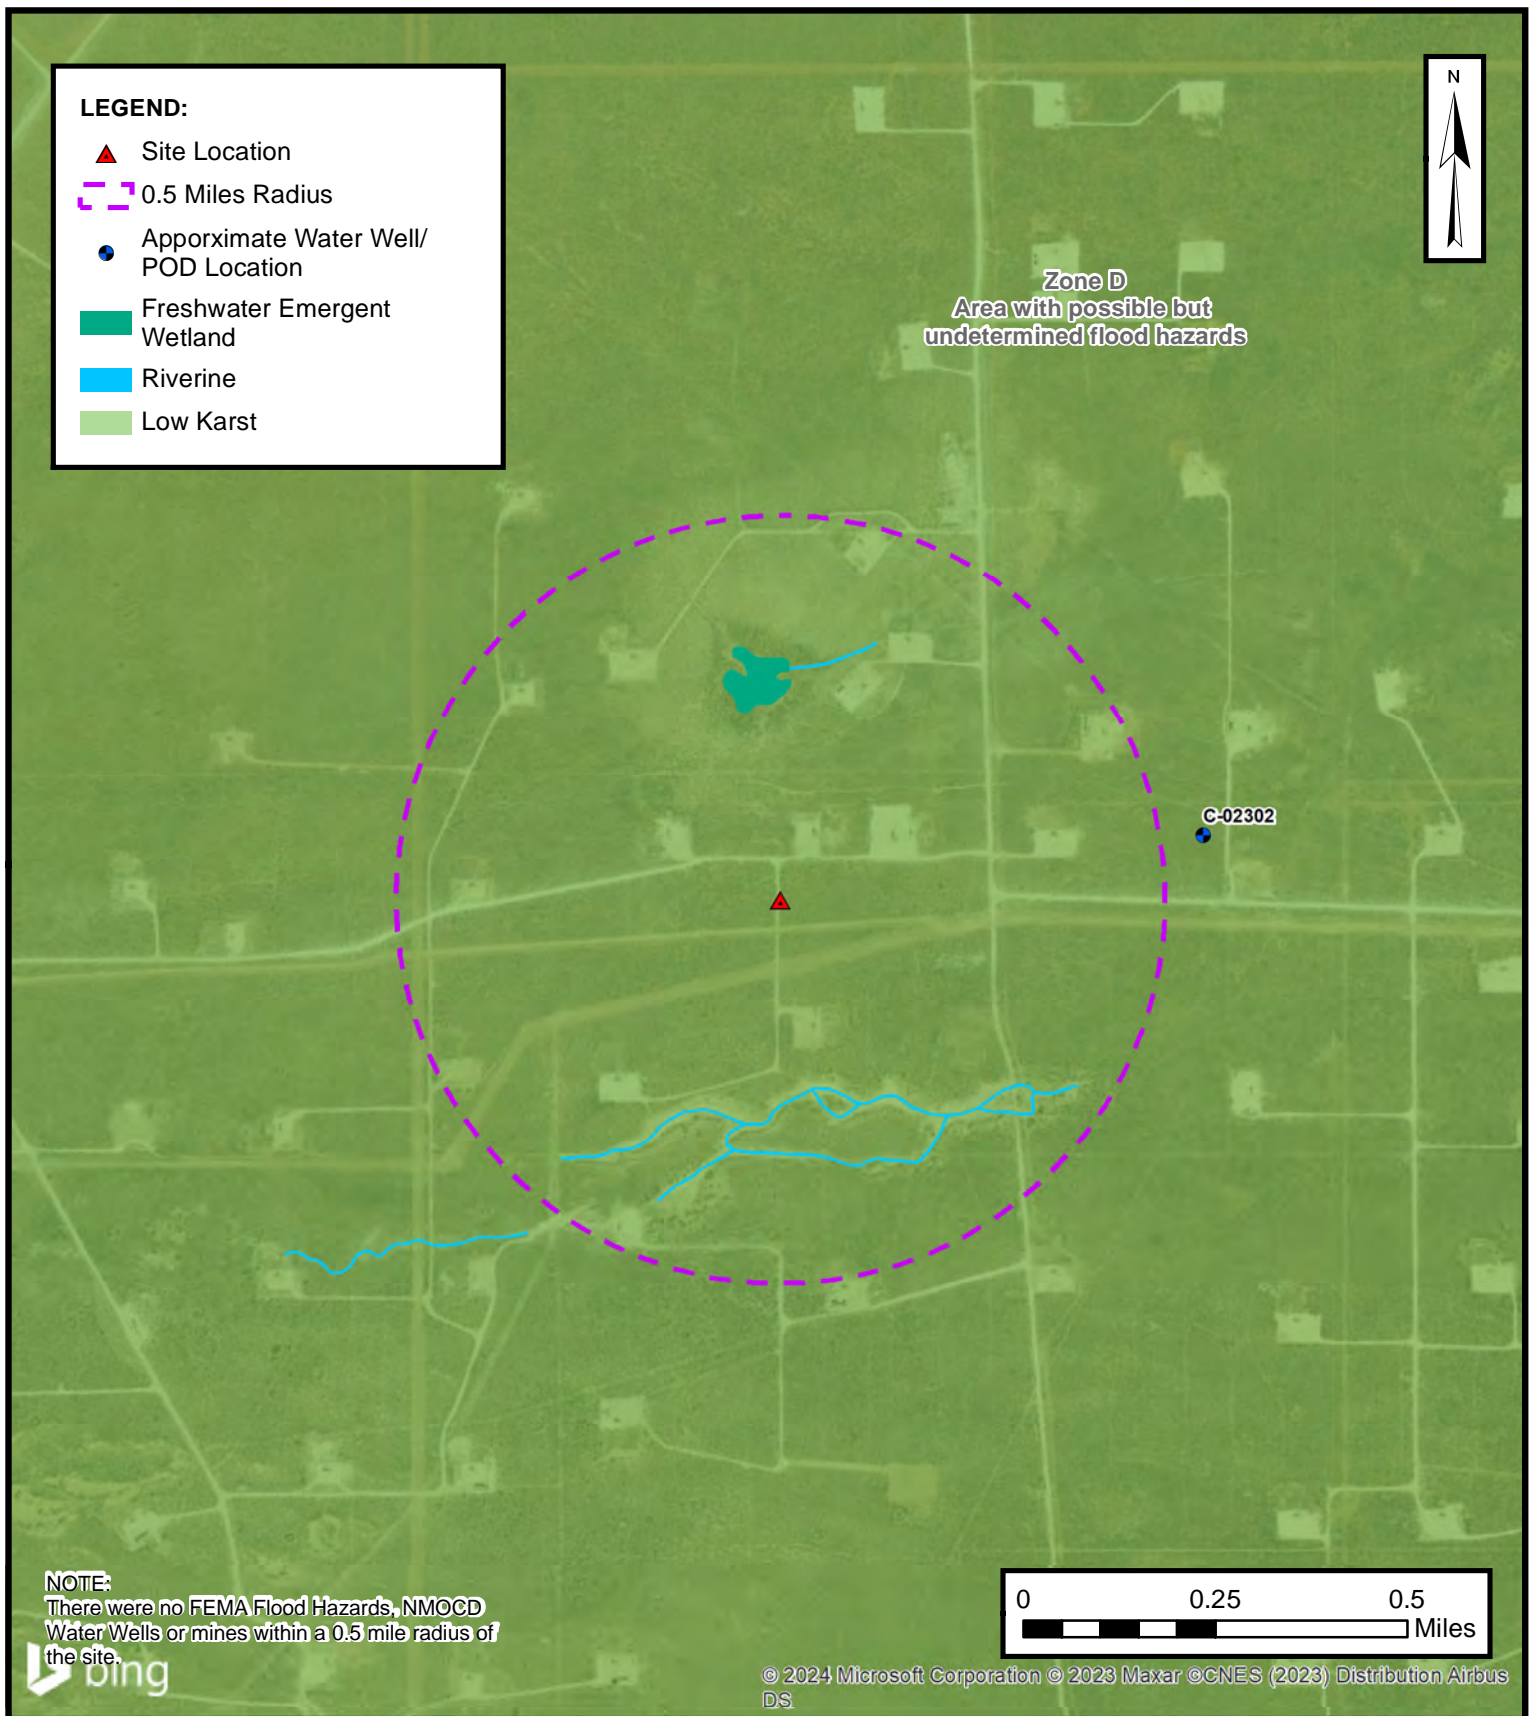 LEGEND:
Site Location
0.5 Miles Radius
Apporximate Water Well/
POD Location
Freshwater Emergent
Wetland
Riverine
Low Karst
N
Zone D
Area with possible but
undetermined flood hazards
C-02302
NOTE:
There were no FEMA Flood Hazards, NMOCD
Water Wells or mines within a 0.5 mile radius of
the site.
bing
0 0.25 0.5
Miles
© 2024 Microsoft Corporation © 2023 Maxar ©CNES (2023) Distribution Airbus
DS